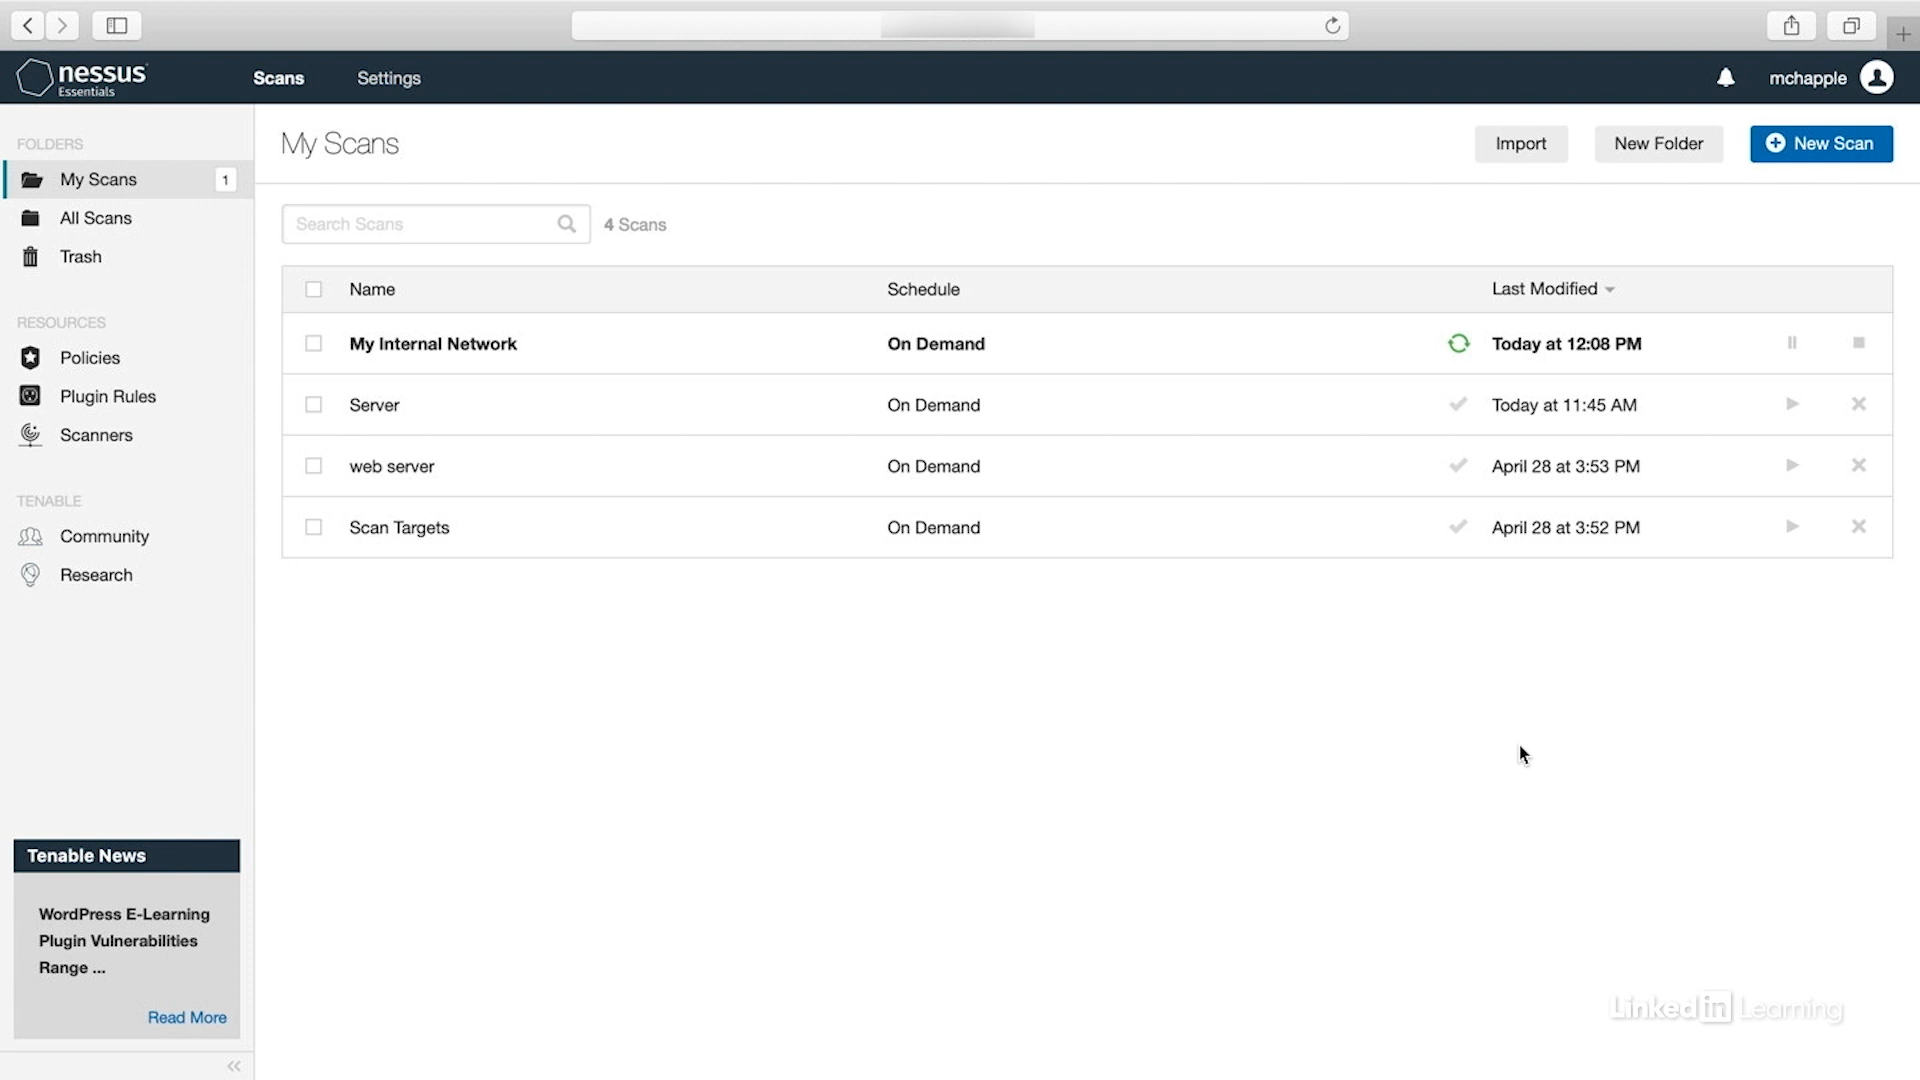 nessus
Essentials
Scans
Settings
mchapple
FOLDERS
My Scans
1
All Scans
Trash
RESOURCES
Policies
Plugin Rules
Scanners
TENABLE
Community
Research
Tenable News
WordPress E-Learning
Plugin Vulnerabilities
Range ...
Read More
My Scans
Import
New Folder
New Scan
Search Scans
4 Scans
Name Schedule Last Modified
My Internal Network On Demand Today at 12:08 PM
Server On Demand Today at 11:45 AM
web server On Demand April 28 at 3:53 PM
Scan Targets On Demand April 28 at 3:52 PM
Linked in Learning